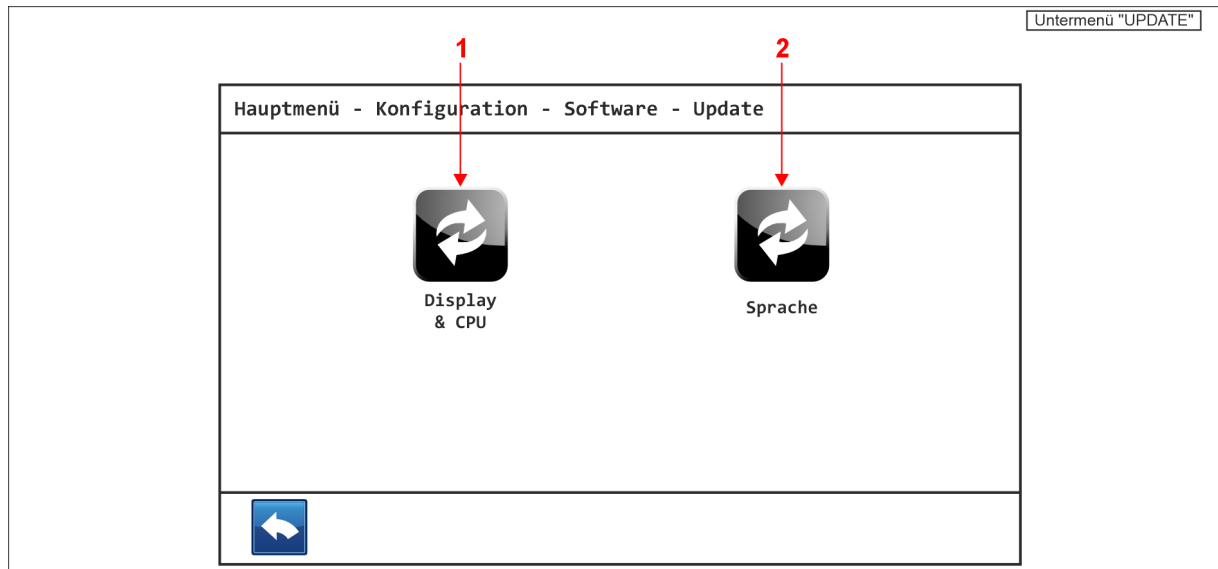 Untermenü "UPDATE"
1 2
Hauptmenü - Konfiguration - Software - Update
Display
& CPU
Sprache